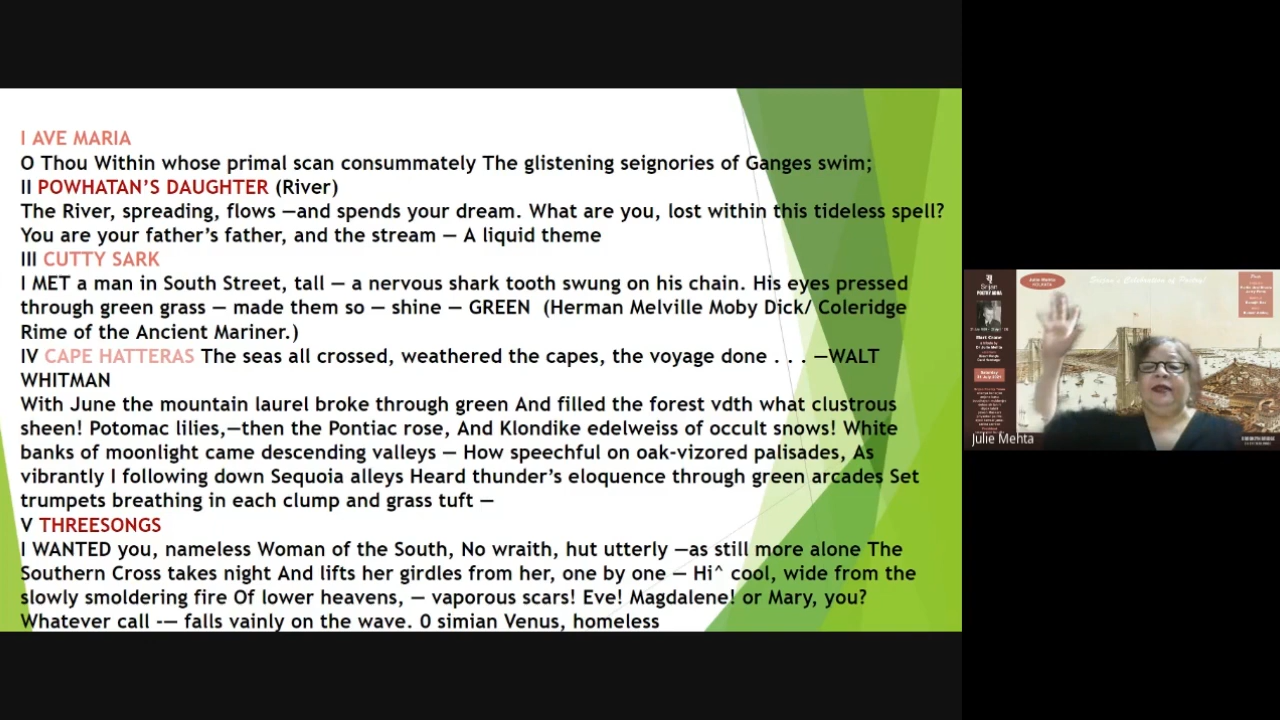 I AVE MARIA
O Thou Within whose primal scan consummately The glistening seignories of Ganges swim;
II POWHATAN'S DAUGHTER (River)
The River, spreading, flows —and spends your dream. What are you, lost within this tideless spell?
You are your father's father, and the stream — A liquid theme
III CUTTY SARK
I MET a man in South Street, tall — a nervous shark tooth swung on his chain. His eyes pressed
through green grass — made them so — shine — GREEN (Herman Melville Moby Dick/ Coleridge
Rime of the Ancient Mariner.)
IV CAPE HATTERAS The seas all crossed, weathered the capes, the voyage done . . . —WALT
WHITMAN
With June the mountain laurel broke through green And filled the forest vdth what clustrous
sheen! Potomac lilies,—then the Pontiac rose, And Klondike edelweiss of occult snows! White
banks of moonlight came descending valleys — How speechful on oak-vizored palisades, As
vibrantly I following down Sequoia alleys Heard thunder's eloquence through green arcades Set
trumpets breathing in each clump and grass tuft —
V THREESONGS
I WANTED you, nameless Woman of the South, No wraith, hut utterly —as still more alone The
Southern Cross takes night And lifts her girdles from her, one by one — Hi^ cool, wide from the
slowly smoldering fire Of lower heavens, — vaporous scars! Eve! Magdalene! or Mary, you?
Whatever call -— falls vainly on the wave. 0 simian Venus, homeless
Srijan
Julie Mehta